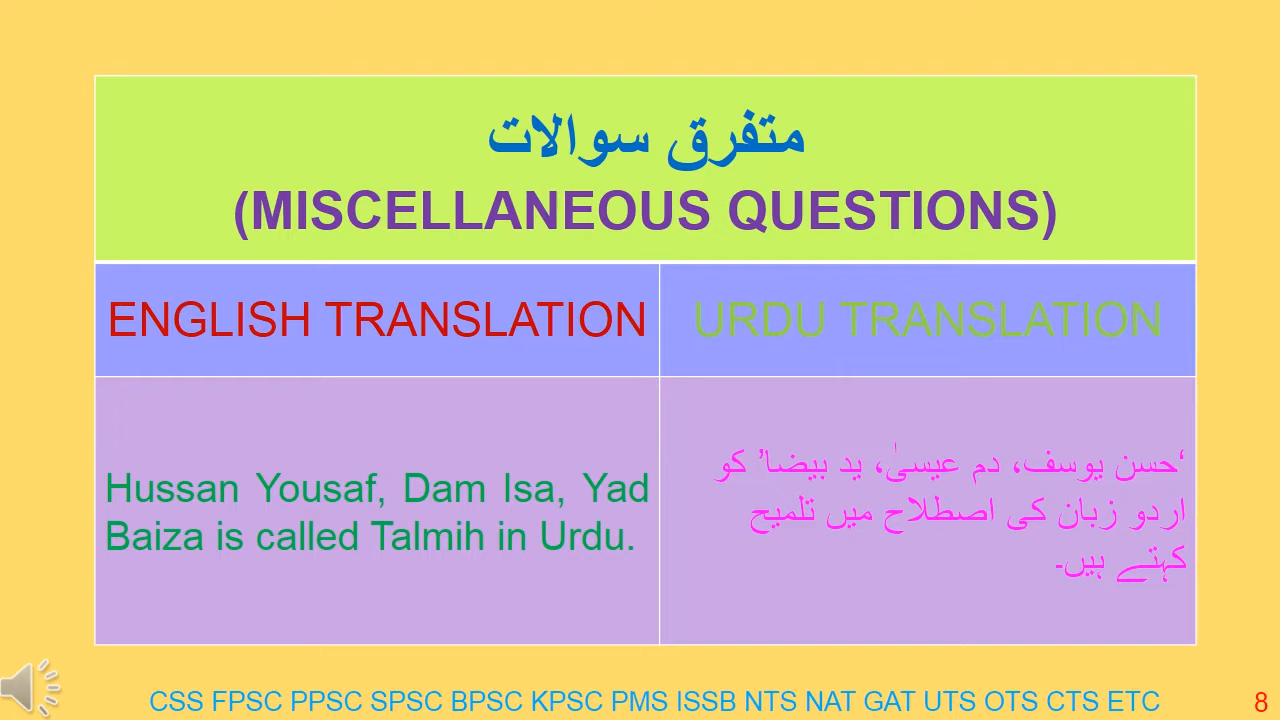 متفرق سوالات
(MISCELLANEOUS QUESTIONS)
ENGLISH TRANSLATION
URDU TRANSLATION
Hussan Yousaf, Dam Isa, Yad
Baiza is called Talmih in Urdu.
‘حسن یوسف، دم عیسیٰ، ید بیضا’ کو
اردو زبان کی اصطلاح میں تلمیح
کہتے ہیں۔
CSS FPSC PPSC SPSC BPSC KPSC PMS ISSB NTS NAT GAT UTS OTS CTS ETC
8